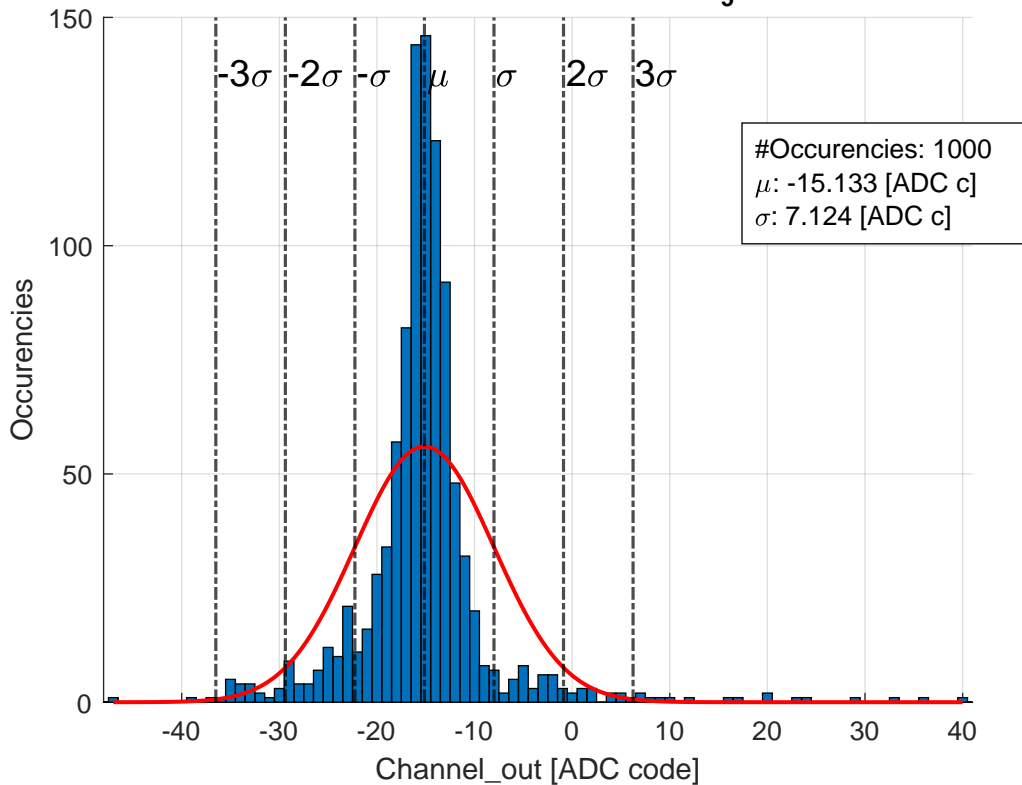 150
-3σ -2σ -σ μ σ 2σ 3σ
#Occurencies: 1000
μ: -15.133 [ADC c]
σ: 7.124 [ADC c]
100
50
0
Occurencies
-40 -30 -20 -10 0 10 20 30 40
Channel_out [ADC code]